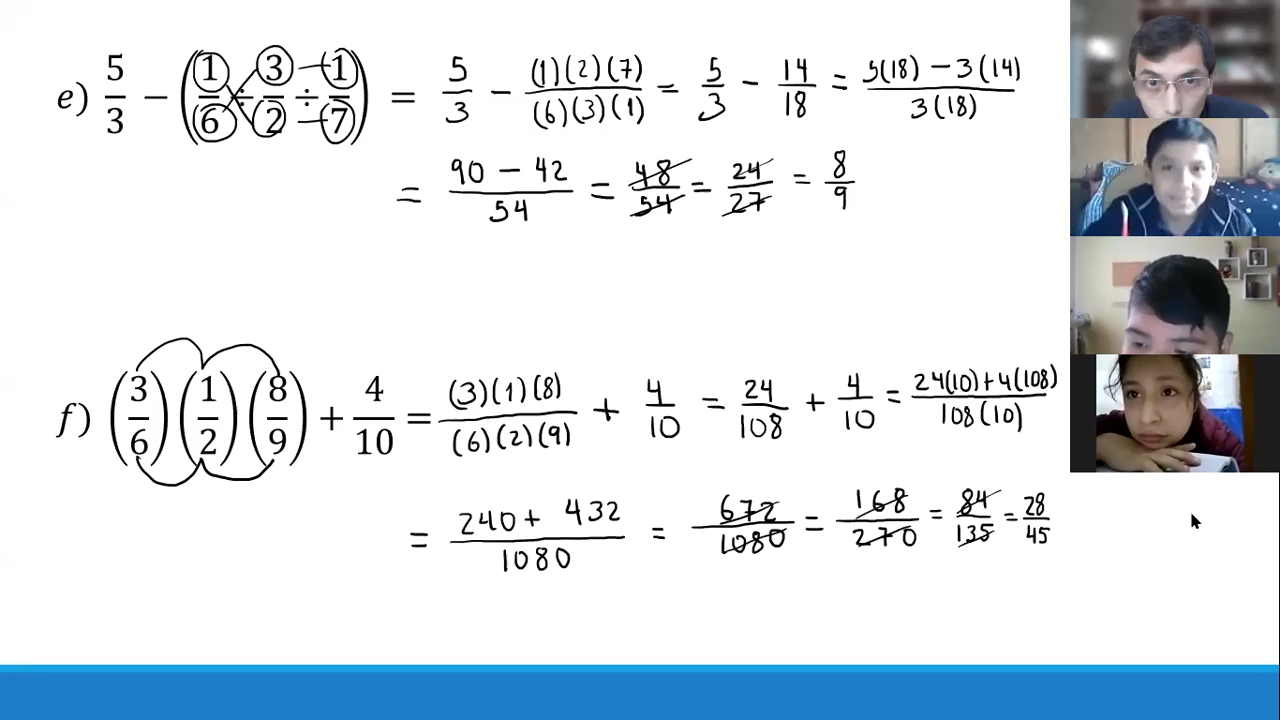 e) 5/3 − (1/6 ÷ 3/2 ÷ 1/7) = 5/3 − (1)(2)(7)/(6)(3)(1) = 5/3 − 14/18 = 5(18) − 3(14)/3(18)
= 90 − 42/54 = 48/54 = 24/27 = 8/9
f) (3/6)(1/2)(8/9) + 4/10 = (3)(1)(8)/(6)(2)(9) + 4/10 = 24/108 + 4/10 = 24(10)+4(108)/108(10)
= 240 + 432/1080 = 672/1080 = 168/270 = 84/135 = 28/45